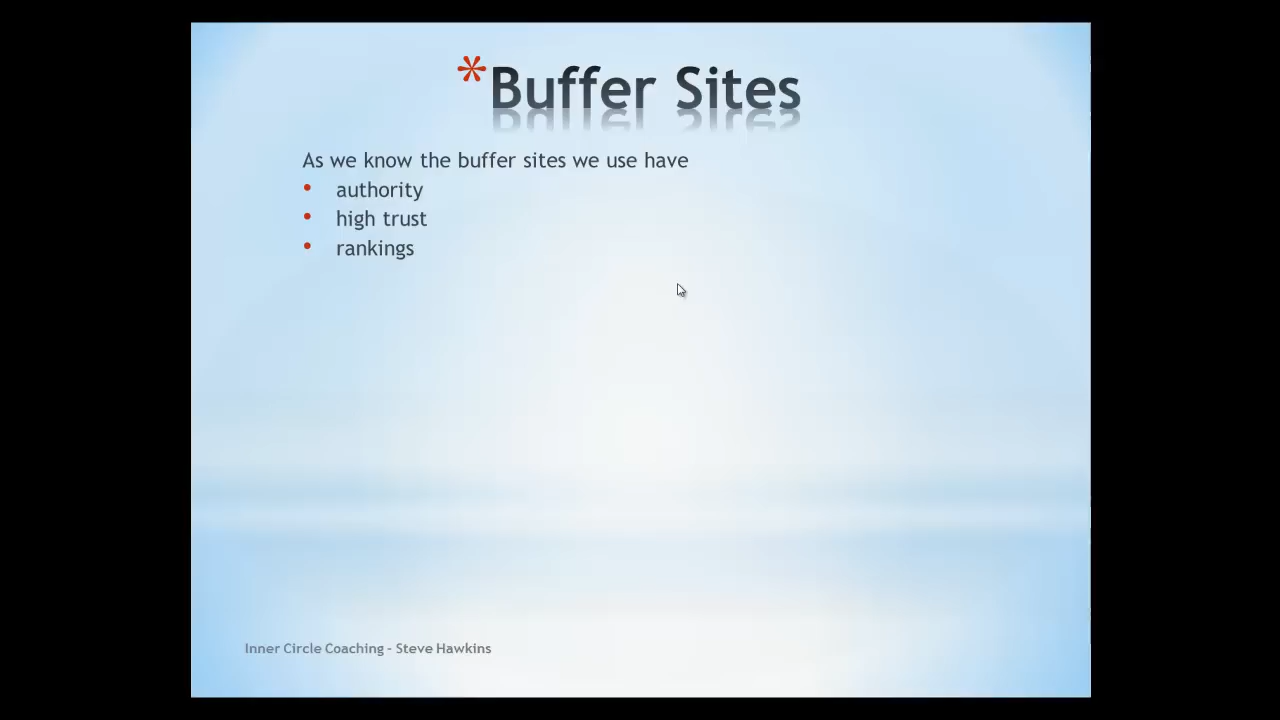 *Buffer Sites
As we know the buffer sites we use have
• authority
• high trust
• rankings
Inner Circle Coaching - Steve Hawkins